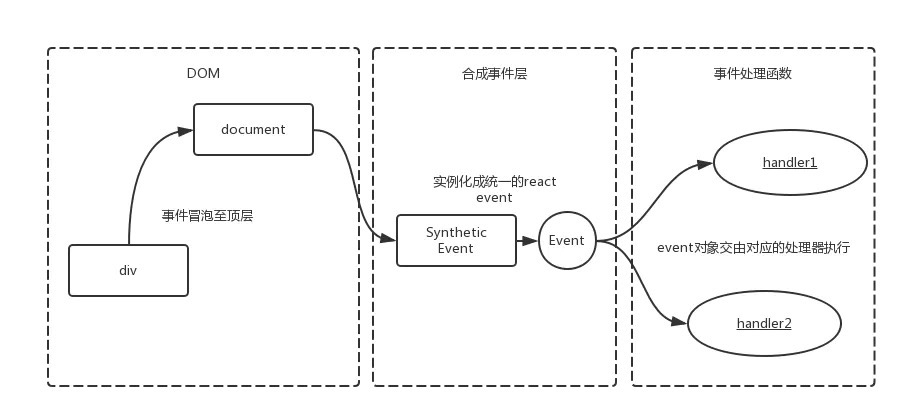 DOM
document
事件冒泡至顶层
div
合成事件层
实例化成统一的react
event
Synthetic
Event
Event
事件处理函数
handler1
event对象交由对应的处理器执行
handler2